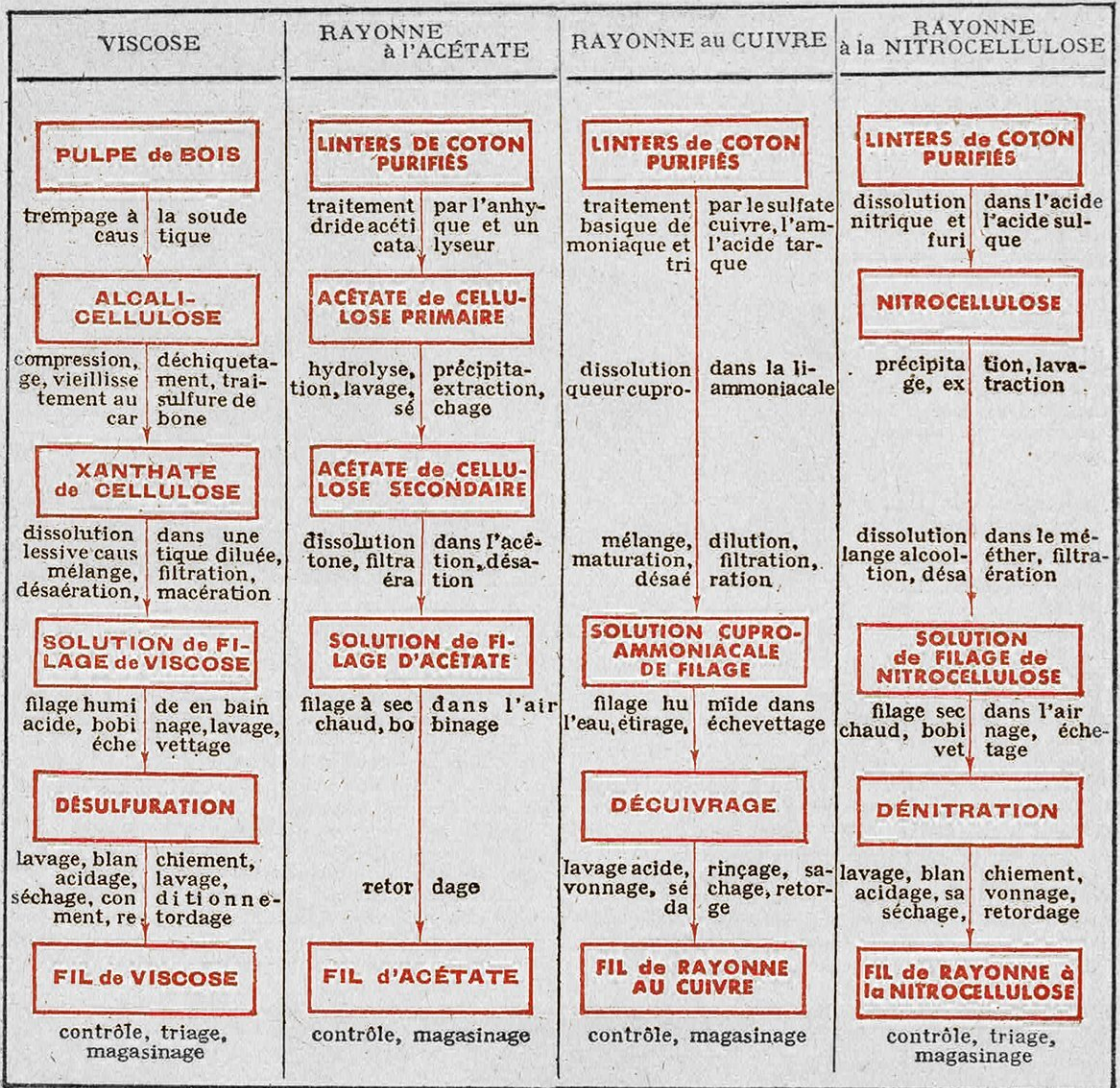 VISCOSE
PULPE de BOIS
trempage à la soude
caustique
ALCALI-
CELLULOSE
compression, déchiqueta-
ge, vieillissement, trai-
tement au sulfure de
carbone
XANTHATE
de CELLULOSE
dissolution dans une
lessive caustique diluée,
mélange, filtration,
désaération, macération
SOLUTION de FI-
LAGE de VISCOSE
filage humide en bain
acide, bobinage, lavage,
échevettage
DÉSULFURATION
lavage, blanchiement,
acidage, lavage,
séchage, conditionne-
ment, retordage
FIL de VISCOSE
contrôle, triage,
magasinage
RAYONNE
à l'ACÉTATE
LINTERS DE COTON
PURIFIÉS
traitement par l'anhy-
dride acétique et un
catalyseur
ACÉTATE de CELLU-
LOSE PRIMAIRE
hydrolyse, précipita-
tion, lavage, extraction,
séchage
ACÉTATE de CELLU-
LOSE SECONDAIRE
dissolution dans l'acé-
tone, filtration, désa-
ération
SOLUTION de FI-
LAGE D'ACÉTATE
filage à sec dans l'air
chaud, bobinage
retordage
FIL d'ACÉTATE
contrôle, magasinage
RAYONNE au CUIVRE
LINTERS de COTON
PURIFIÉS
traitement par le sulfate
basique de cuivre, l'am-
moniaque et l'acide tar-
trique
dissolution dans la li-
queur cupro-ammoniacale
mélange, dilution,
maturation, filtration,
désaération
SOLUTION CUPRO-
AMMONIACALE
DE FILAGE
filage humide dans
l'eau, étirage, échevettage
DÉCUIVRAGE
lavage acide, rinçage, sa-
vonnage, séchage, retor-
dage
FIL de RAYONNE
AU CUIVRE
contrôle, magasinage
RAYONNE
à la NITROCELLULOSE
LINTERS de COTON
PURIFIÉS
dissolution dans l'acide
nitrique et l'acide sul-
furique
NITROCELLULOSE
précipitation, lava-
ge, extraction
dissolution dans le mé-
lange alcool-éther, filtra-
tion, désaération
SOLUTION
de FILAGE de
NITROCELLULOSE
filage sec dans l'air
chaud, bobinage, éche-
vettage
DÉNITRATION
lavage, blanchiement,
acidage, savonnage,
séchage, retordage
FIL de RAYONNE à
la NITROCELLULOSE
contrôle, triage,
magasinage